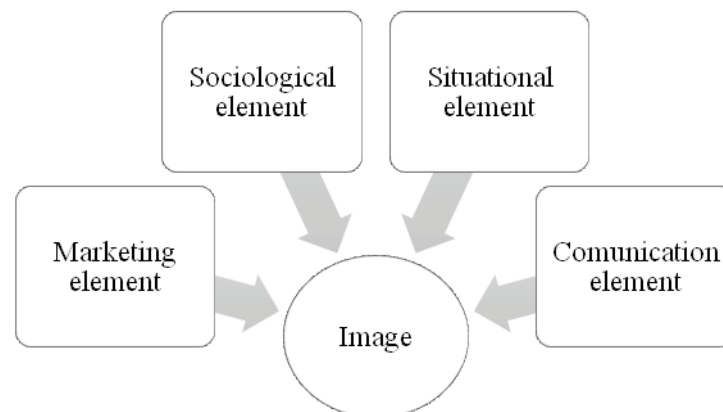 Sociological
element
Situational
element
Marketing
element
Comunication
element
Image